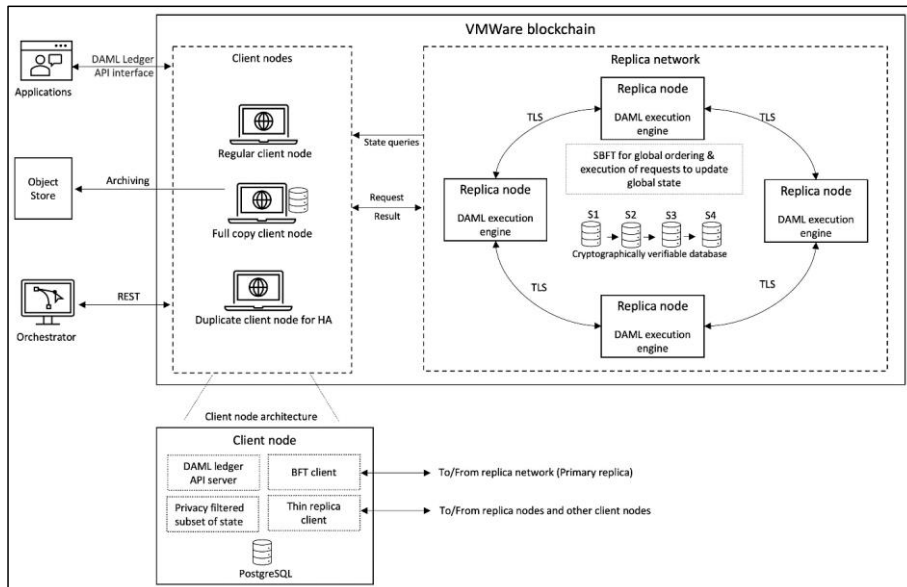 VMWare blockchain
Applications
DAML Ledger
API interface
Object
Store
Archiving
Orchestrator
REST
Client nodes
Regular client node
Full copy client node
Duplicate client node for HA
State queries
Request
Result
Replica network
Replica node
DAML execution
engine
TLS
TLS
SBFT for global ordering &
execution of requests to update
global state
Replica node
DAML execution
engine
Replica node
DAML execution
engine
S1 S2 S3 S4
Cryptographically verifiable database
TLS
TLS
Replica node
DAML execution
engine
Client node architecture
Client node
DAML ledger
API server
BFT client
To/From replica network (Primary replica)
Privacy filtered
subset of state
Thin replica
client
To/From replica nodes and other client nodes
PostgreSQL